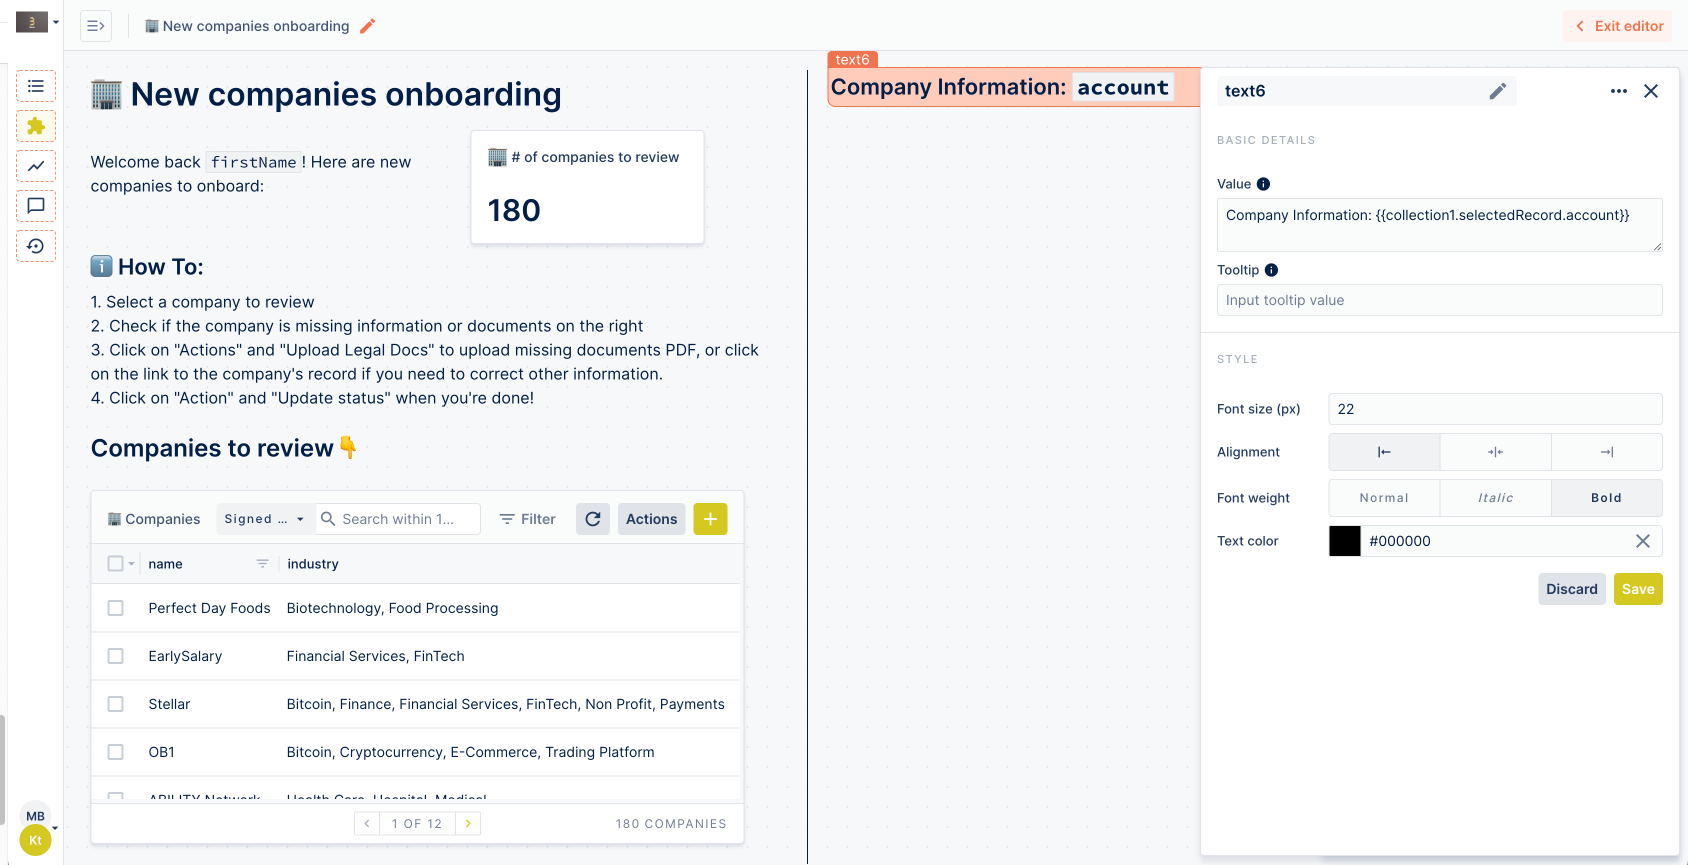 New companies onboarding
Exit editor
New companies onboarding
Welcome back firstName! Here are new
companies to onboard:
# of companies to review
180
How To:
1. Select a company to review
2. Check if the company is missing information or documents on the right
3. Click on "Actions" and "Upload Legal Docs" to upload missing documents PDF, or click
on the link to the company's record if you need to correct other information.
4. Click on "Action" and "Update status" when you're done!
Companies to review
Companies
Signed ...
Search within 1...
Filter
Actions
name
industry
Perfect Day Foods
Biotechnology, Food Processing
EarlySalary
Financial Services, FinTech
Stellar
Bitcoin, Finance, Financial Services, FinTech, Non Profit, Payments
OB1
Bitcoin, Cryptocurrency, E-Commerce, Trading Platform
ABILITY Network
Health Care, Hospital, Medical
1 OF 12
180 COMPANIES
MB
Kt
text6
Company Information: account
text6
BASIC DETAILS
Value
Company Information: {{collection1.selectedRecord.account}}
Tooltip
Input tooltip value
STYLE
Font size (px)
22
Alignment
Font weight
Normal
Italic
Bold
Text color
#000000
Discard
Save